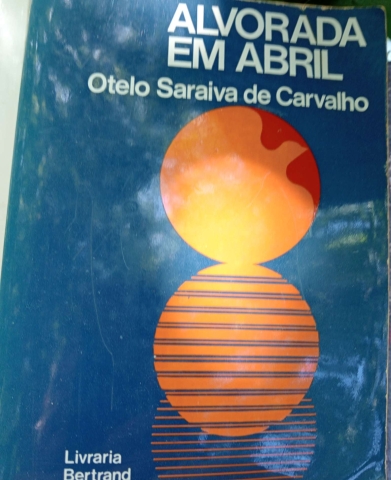 ALVORADA
EM ABRIL
Otelo Saraiva de Carvalho
Livraria
Bertrand